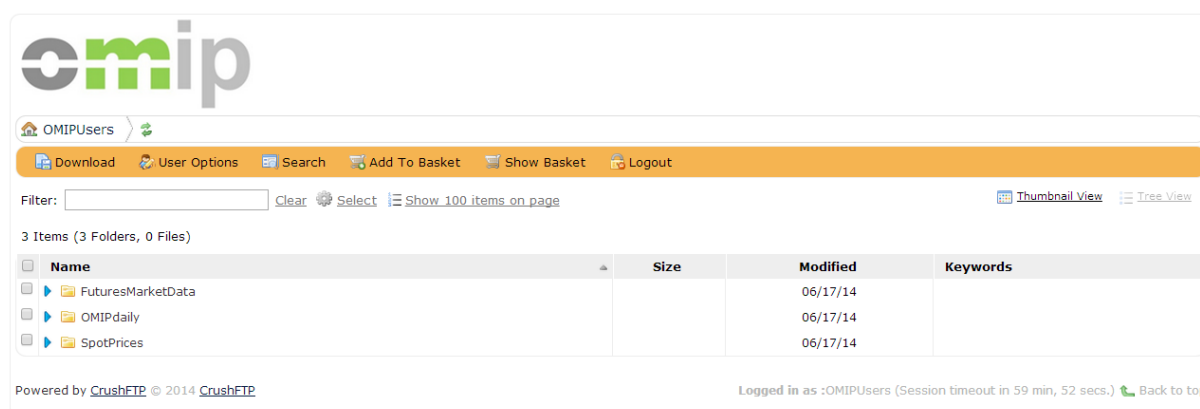 omip
OMIPUsers
Download User Options Search Add To Basket Show Basket Logout
Filter: Clear Select Show 100 items on page Thumbnail View Tree View
3 Items (3 Folders, 0 Files)
Name Size Modified Keywords
FuturesMarketData 06/17/14
OMIPdaily 06/17/14
SpotPrices 06/17/14
Powered by CrushFTP © 2014 CrushFTP Logged in as :OMIPUsers (Session timeout in 59 min, 52 secs.) Back to to